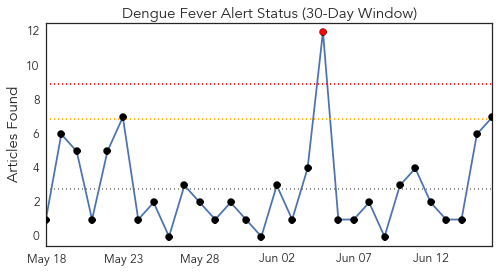 Dengue Fever Alert Status (30-Day Window)
Articles Found
12
10
8
6
4
2
0
May 18 May 23 May 28 Jun 02 Jun 07 Jun 12